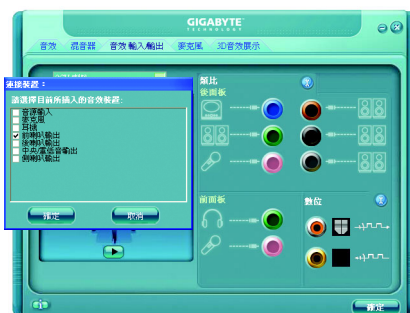 GIGABYTE
TECHNOLOGY
音效 混音器 音效 輸入/輸出 麥克風 3D音效展示
連接裝置：
請選擇目前所插入的音效裝置：
音源輸入
麥克風
耳機
前喇叭輸出
後喇叭輸出
中央/重低音輸出
側喇叭輸出
確定 取消
類比
後面板
前面板
數位
確定